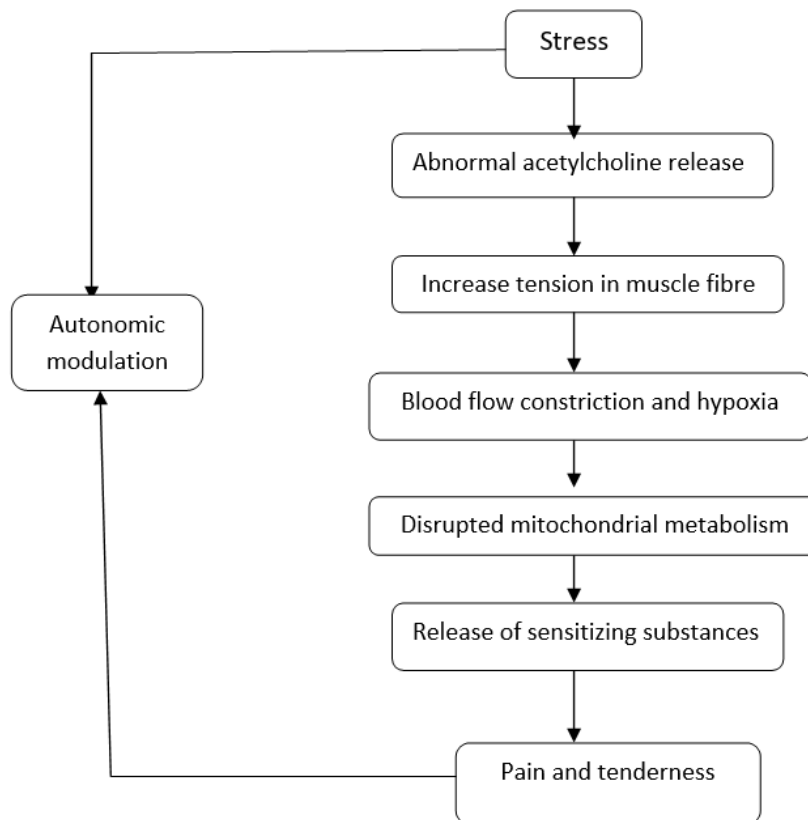 Stress
Abnormal acetylcholine release
Increase tension in muscle fibre
Autonomic
modulation
Blood flow constriction and hypoxia
Disrupted mitochondrial metabolism
Release of sensitizing substances
Pain and tenderness